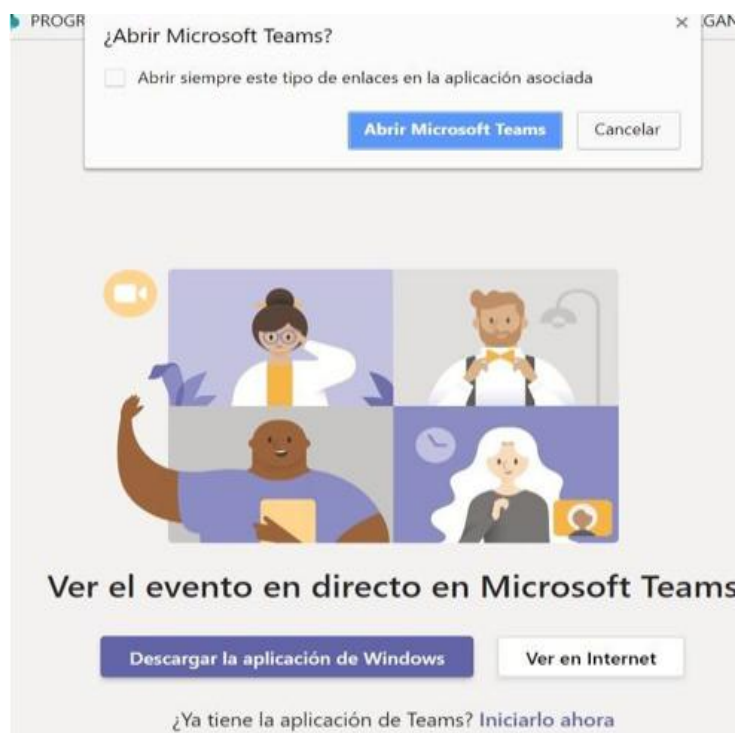 PROGR
¿Abrir Microsoft Teams?
GAN
Abrir siempre este tipo de enlaces en la aplicación asociada
Abrir Microsoft Teams
Cancelar
Ver el evento en directo en Microsoft Teams
Descargar la aplicación de Windows
Ver en Internet
¿Ya tiene la aplicación de Teams? Iniciarlo ahora